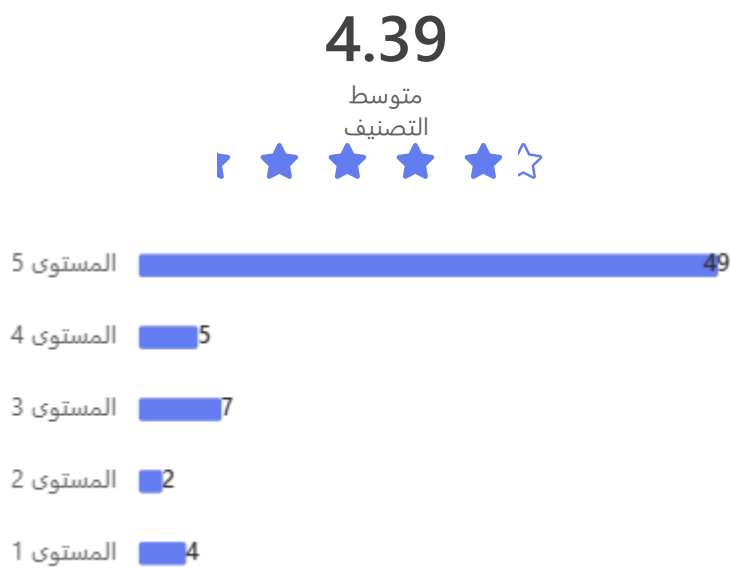 4.39
متوسط
التصنيف
المستوى 5 49
المستوى 4 5
المستوى 3 7
المستوى 2 2
المستوى 1 4